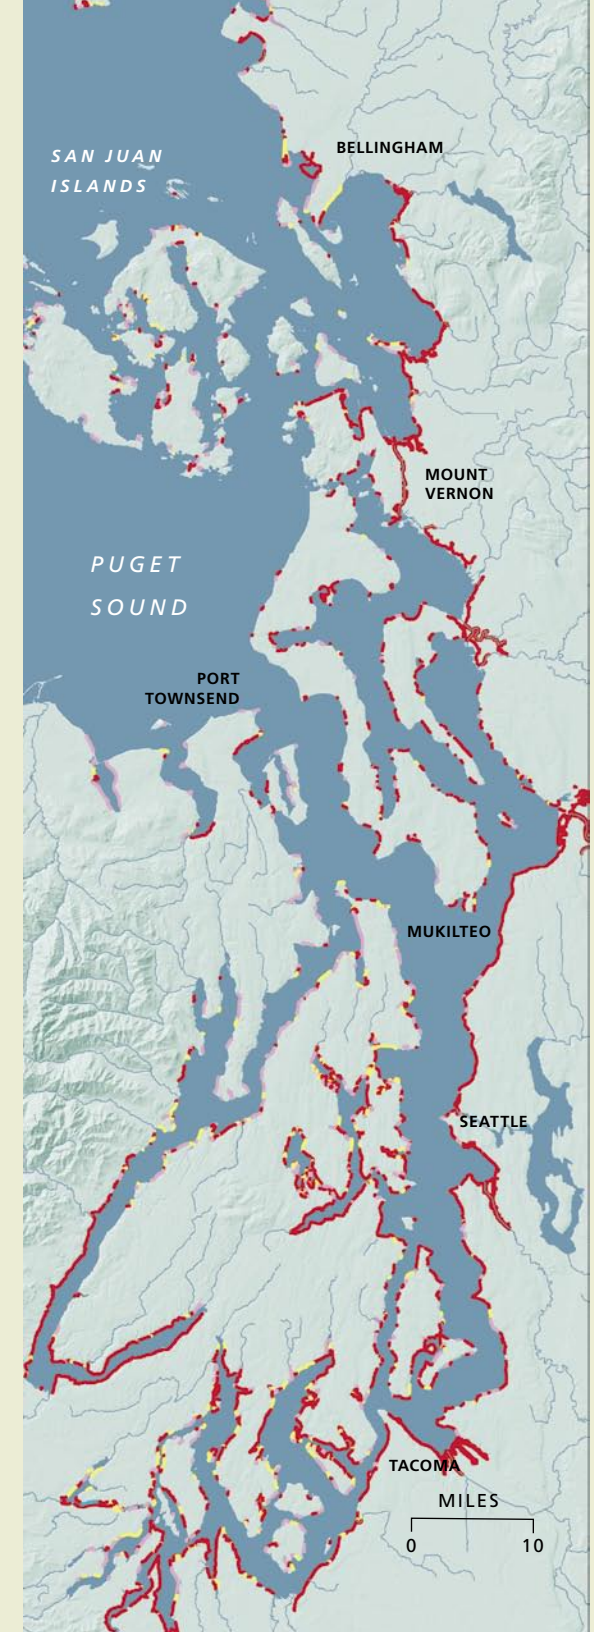 SAN JUAN
ISLANDS
BELLINGHAM
MOUNT
VERNON
PUGET
SOUND
PORT
TOWNSEND
MUKILTEO
SEATTLE
TACOMA
MILES
0 10